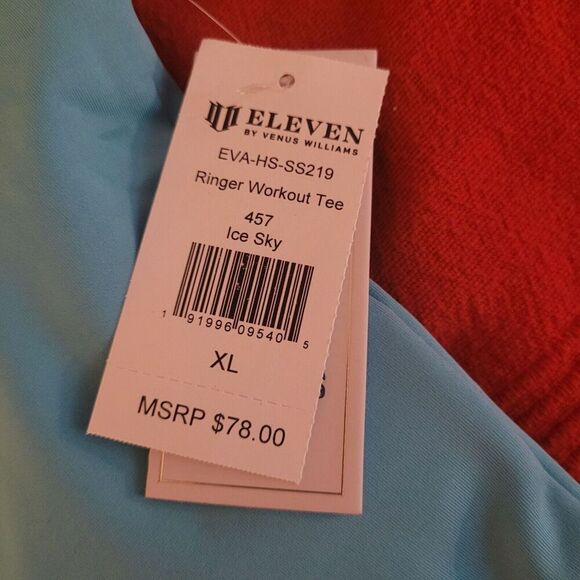 ELEVEN
BY VENUS WILLIAMS
EVA-HS-SS219
Ringer Workout Tee
457
Ice Sky
1 91996 09540 5
XL
MSRP $78.00